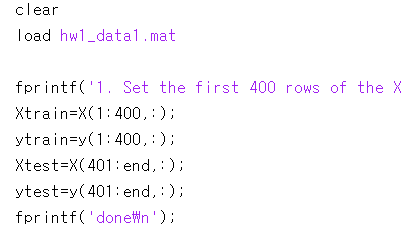 clear
load hw1_data1.mat
fprintf('1. Set the first 400 rows of the X
Xtrain=X(1:400,:);
ytrain=y(1:400,:);
Xtest=X(401:end,:);
ytest=y(401:end,:);
fprintf('done₩n');